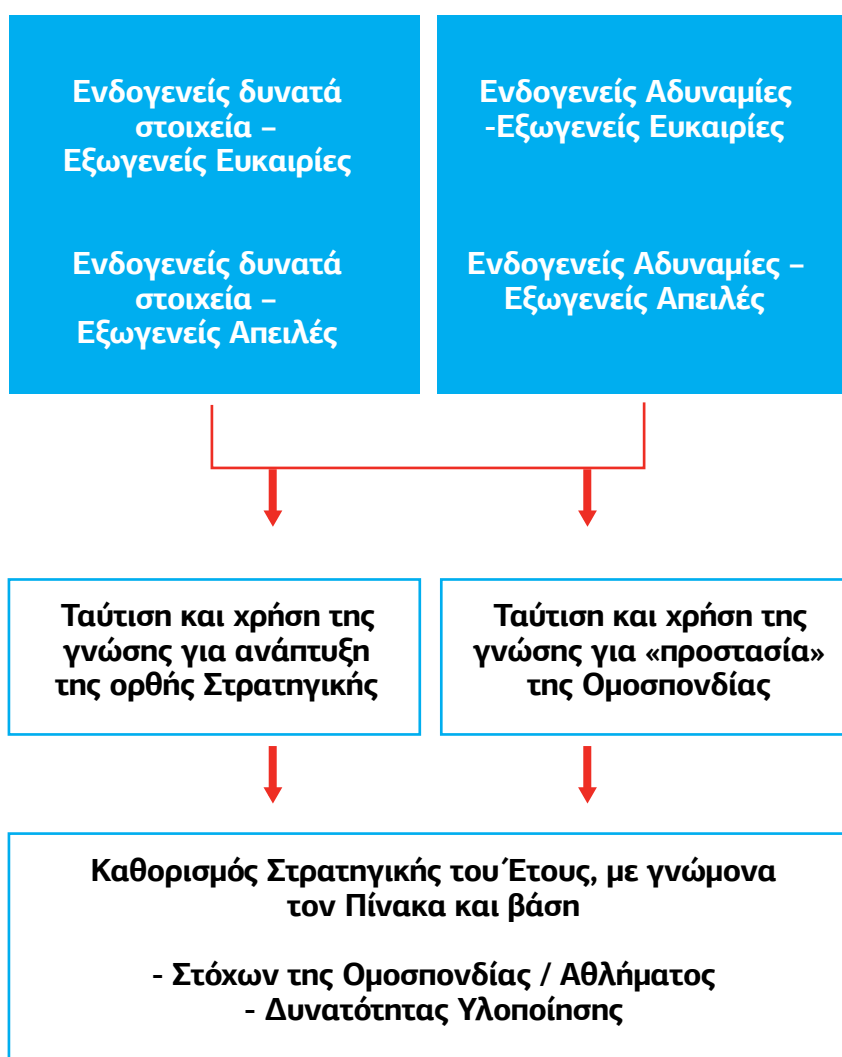 Ενδογενείς δυνατά
στοιχεία –
Εξωγενείς Ευκαιρίες
Ενδογενείς Αδυναμίες
-Εξωγενείς Ευκαιρίες
Ενδογενείς δυνατά
στοιχεία –
Εξωγενείς Απειλές
Ενδογενείς Αδυναμίες –
Εξωγενείς Απειλές
Ταύτιση και χρήση της
γνώσης για ανάπτυξη
της ορθής Στρατηγικής
Ταύτιση και χρήση της
γνώσης για «προστασία»
της Ομοσπονδίας
Καθορισμός Στρατηγικής του Έτους, με γνώμονα
τον Πίνακα και βάση
- Στόχων της Ομοσπονδίας / Αθλήματος
- Δυνατότητας Υλοποίησης